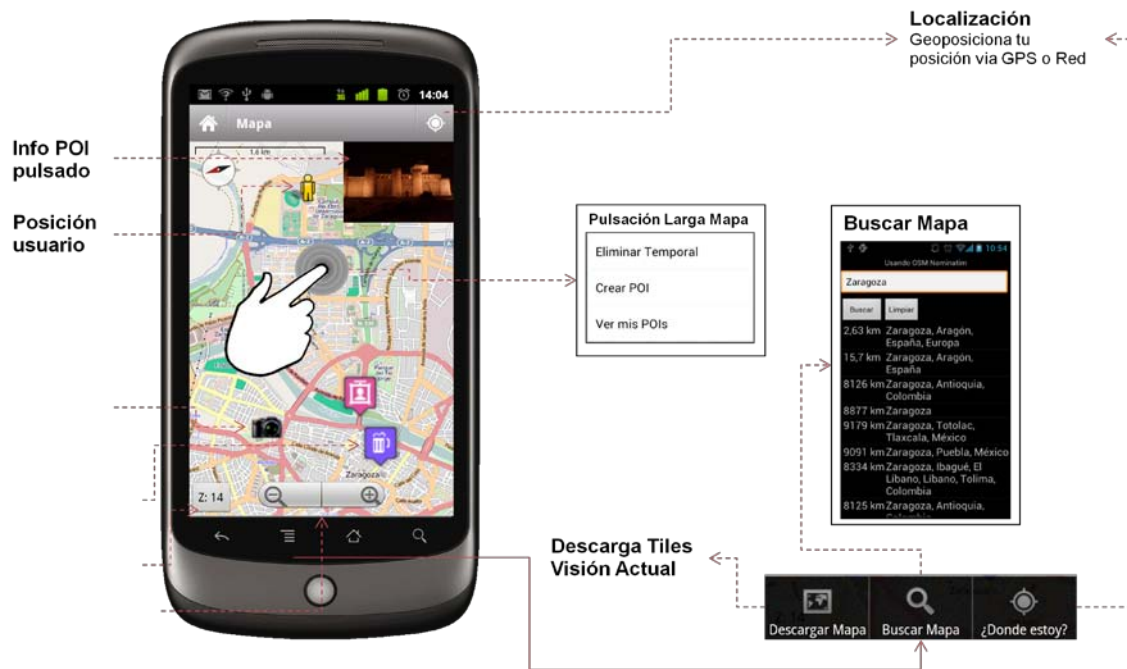 Localización
Geoposiciona tu
posición via GPS o Red
14:04
Mapa
1,6 km
Info POI
pulsado
Posición
usuario
Zaragoza
Z: 14
Pulsación Larga Mapa
Eliminar Temporal
Crear POI
Ver mis POIs
Buscar Mapa
10:54
Usando OSM Nominatim
Zaragoza
Buscar Limpiar
2,63 km Zaragoza, Aragón,
España, Europa
15,7 km Zaragoza, Aragón,
España
8126 km Zaragoza, Antioquia,
Colombia
8877 km Zaragoza
9179 km Zaragoza, Totolac,
Tlaxcala, México
9091 km Zaragoza, Puebla, México
8334 km Zaragoza, Ibagué, El
Libano, Libano, Tolima,
Colombia
8125 km Zaragoza, Antioquia,
Colombia
Descarga Tiles
Visión Actual
Descargar Mapa
Buscar Mapa
¿Donde estoy?